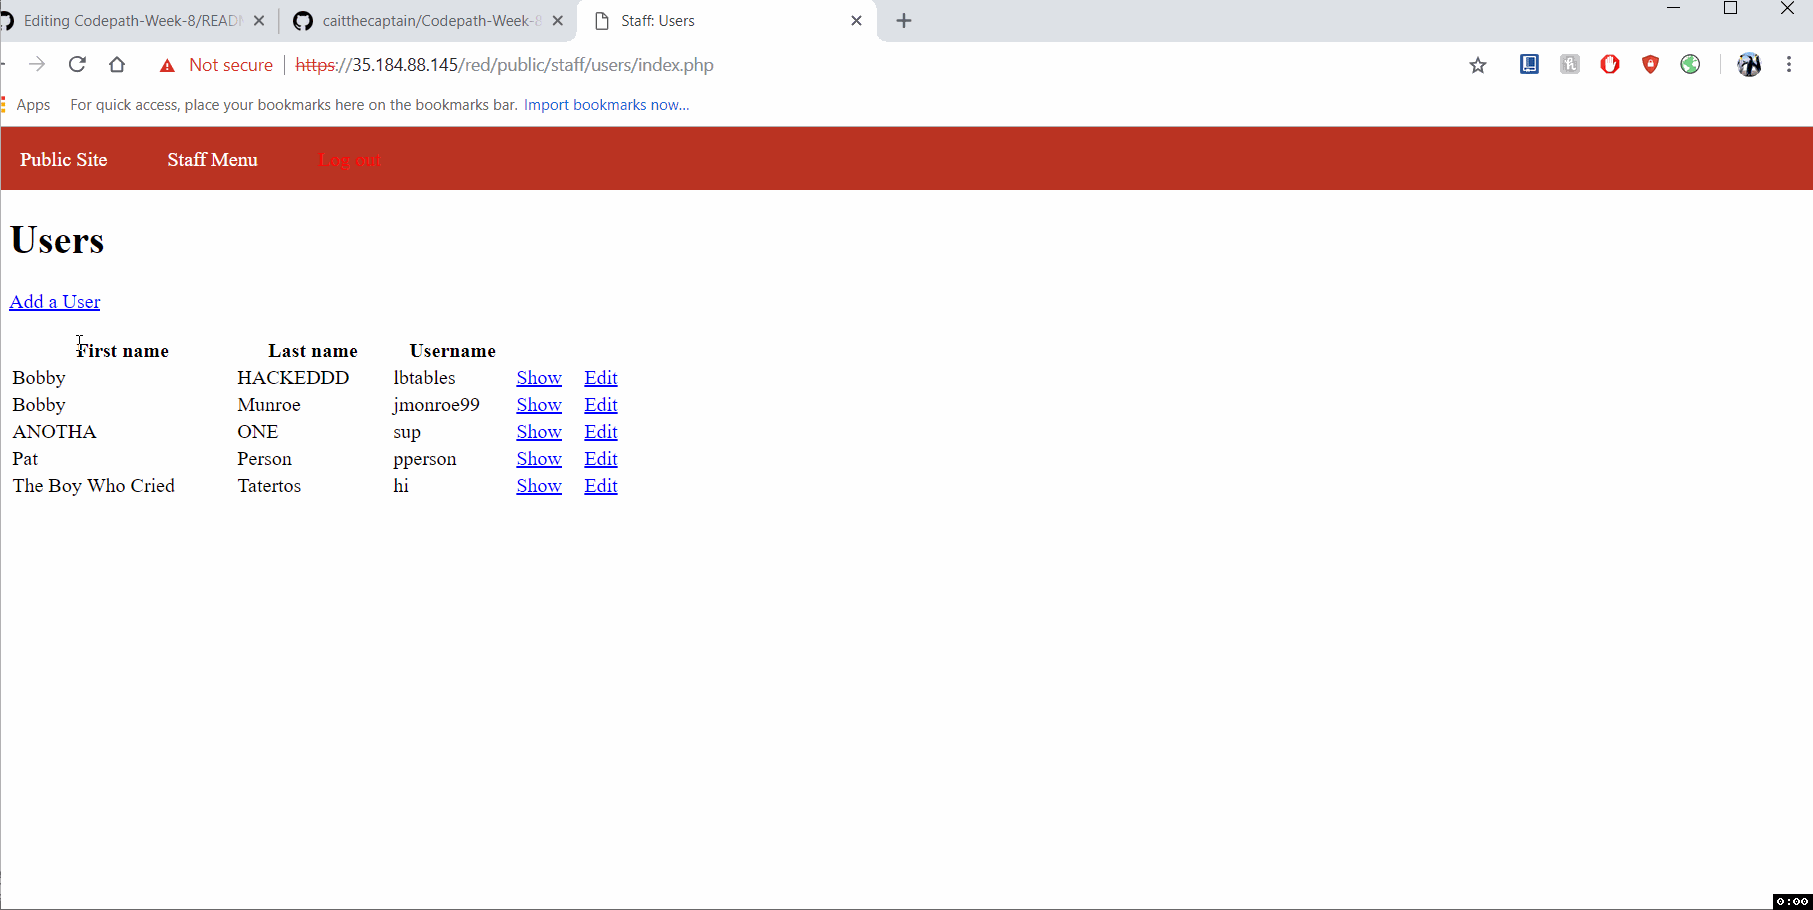 Editing Codepath-Week-8/READM
caitthecaptain/Codepath-Week-8
Staff: Users
Not secure https://35.184.88.145/red/public/staff/users/index.php
Apps For quick access, place your bookmarks here on the bookmarks bar. Import bookmarks now...
Public Site Staff Menu Log out
Users
Add a User
First name Last name Username
Bobby HACKEDDD lbtables Show Edit
Bobby Munroe jmonroe99 Show Edit
ANOTHA ONE sup Show Edit
Pat Person pperson Show Edit
The Boy Who Cried Tatertos hi Show Edit
0:00